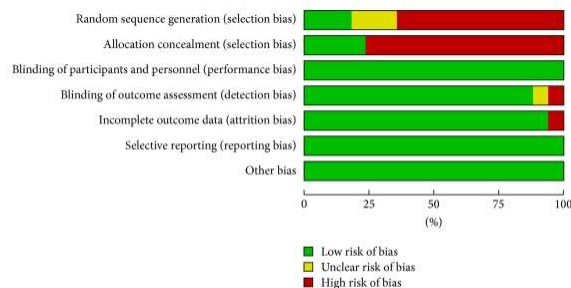 Random sequence generation (selection bias)
Allocation concealment (selection bias)
Blinding of participants and personnel (performance bias)
Blinding of outcome assessment (detection bias)
Incomplete outcome data (attrition bias)
Selective reporting (reporting bias)
Other bias
0 25 50 75 100
(%)
Low risk of bias
Unclear risk of bias
High risk of bias